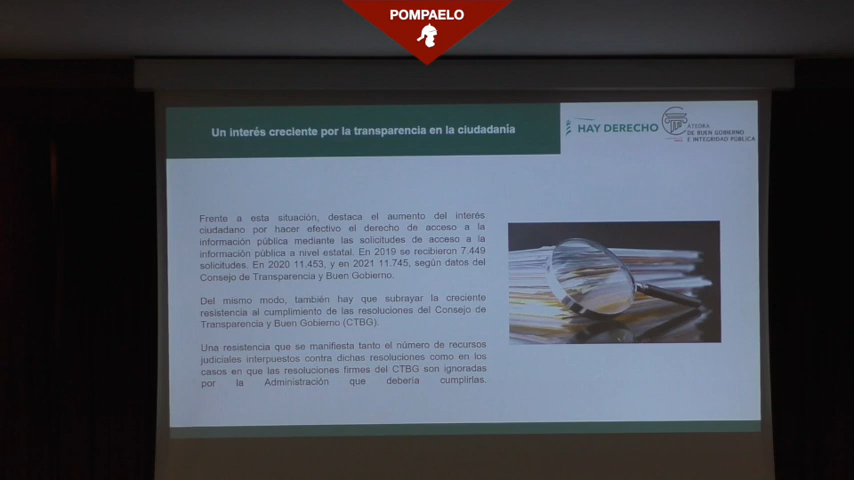 POMPAELO
Un interés creciente por la transparencia en la ciudadanía
HAY DERECHO
CÁTEDRA
DE BUEN GOBIERNO
E INTEGRIDAD PÚBLICA
Frente a esta situación, destaca el aumento del interés
ciudadano por hacer efectivo el derecho de acceso a la
información pública mediante las solicitudes de acceso a la
información pública a nivel estatal. En 2019 se recibieron 7.449
solicitudes. En 2020 11.453, y en 2021 11.745, según datos del
Consejo de Transparencia y Buen Gobierno.
Del mismo modo, también hay que subrayar la creciente
resistencia al cumplimiento de las resoluciones del Consejo de
Transparencia y Buen Gobierno (CTBG).
Una resistencia que se manifiesta tanto el número de recursos
judiciales interpuestos contra dichas resoluciones como en los
casos en que las resoluciones firmes del CTBG son ignoradas
por la Administración que debería cumplirlas.